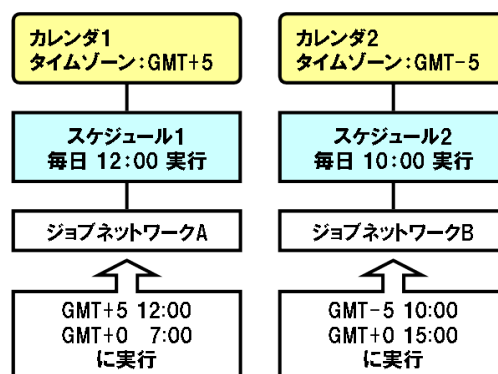 カレンダ1
タイムゾーン:GMT+5
スケジュール1
毎日 12:00 実行
ジョブネットワークA
GMT+5 12:00
GMT+0 7:00
に実行
カレンダ2
タイムゾーン:GMT-5
スケジュール2
毎日 10:00 実行
ジョブネットワークB
GMT-5 10:00
GMT+0 15:00
に実行